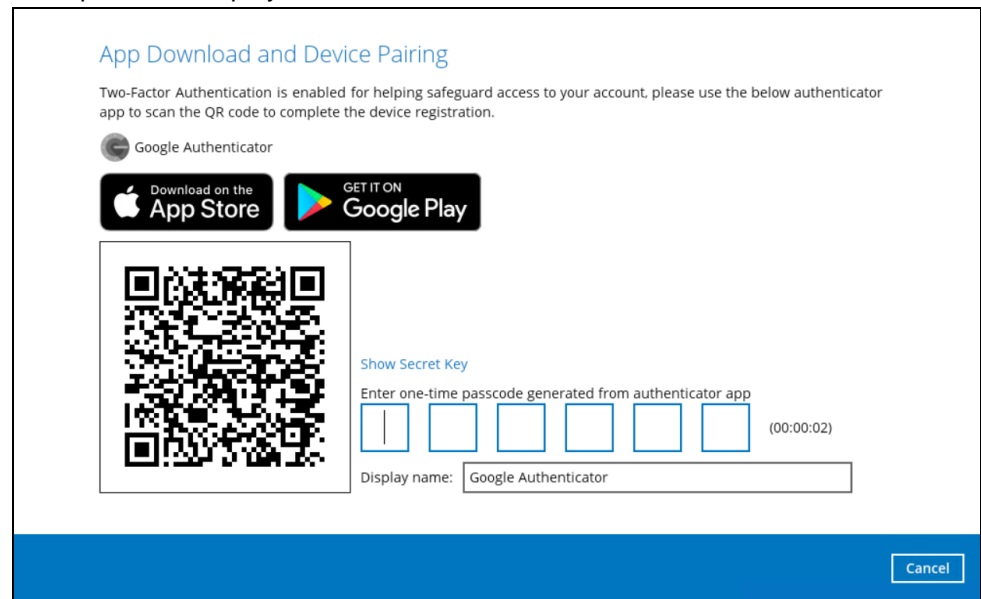 App Download and Device Pairing
Two-Factor Authentication is enabled for helping safeguard access to your account, please use the below authenticator
app to scan the QR code to complete the device registration.
Google Authenticator
Download on the
App Store
GET IT ON
Google Play
Show Secret Key
Enter one-time passcode generated from authenticator app
(00:00:02)
Display name: Google Authenticator
Cancel